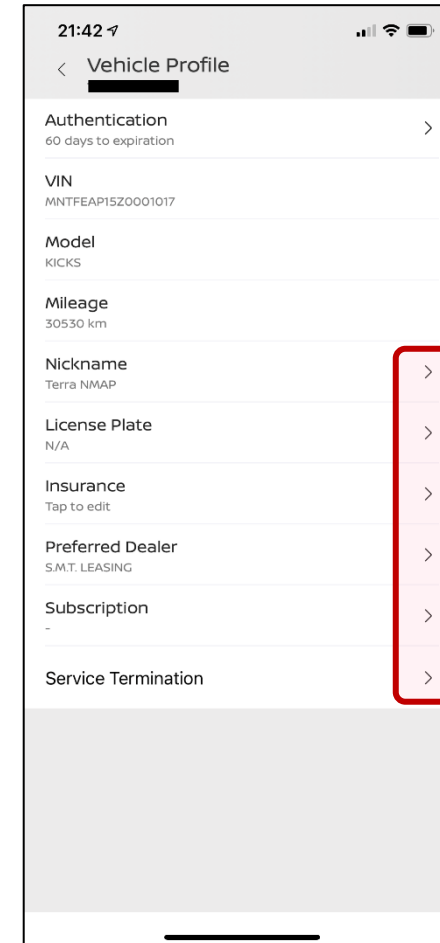 21:42
Vehicle Profile
Authentication
60 days to expiration
VIN
MNTFEAP15Z0001017
Model
KICKS
Mileage
30530 km
Nickname
Terra NMAP
License Plate
N/A
Insurance
Tap to edit
Preferred Dealer
S.M.T. LEASING
Subscription
-
Service Termination